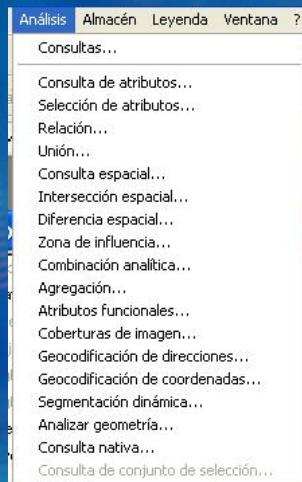 Análisis Almacén Leyenda Ventana ?
Consultas...
Consulta de atributos...
Selección de atributos...
Relación...
Unión...
Consulta espacial...
Intersección espacial...
Diferencia espacial...
Zona de influencia...
Combinación analítica...
Agregación...
Atributos funcionales...
Coberturas de imagen...
Geocodificación de direcciones...
Geocodificación de coordenadas...
Segmentación dinámica...
Analizar geometría...
Consulta nativa...
Consulta de conjunto de selección...